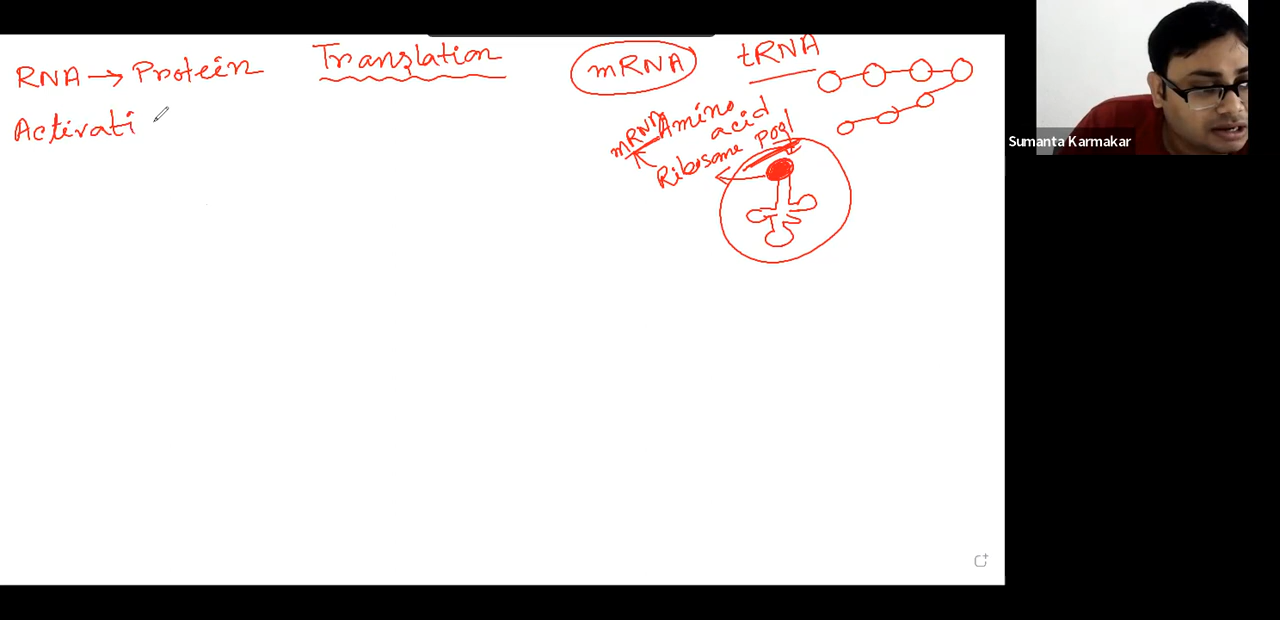 RNA → Protein
Translation
mRNA
tRNA
Activati
Amino
acid
Pool
mRNA
Ribosome
Sumanta Karmakar